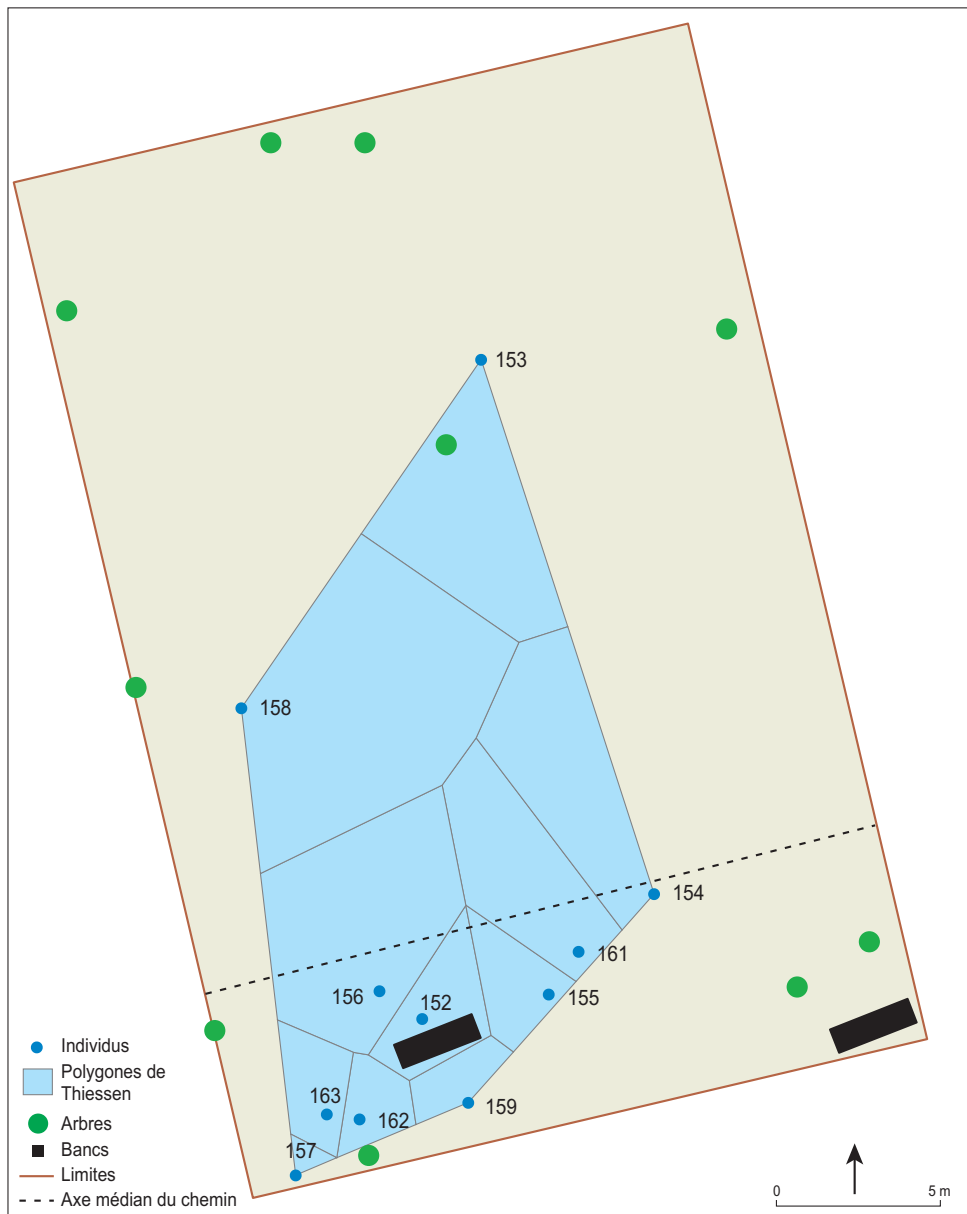 153
158
154
161
156
155
152
163
162
159
157
Individus
Polygones de
Thiessen
Arbres
Bancs
Limites
Axe médian du chemin
0 5 m